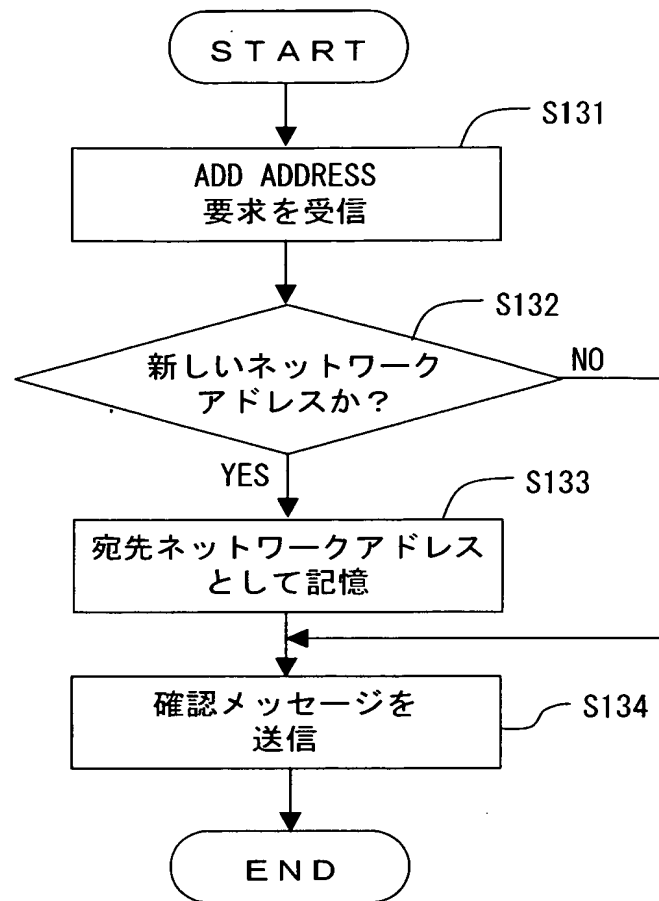 START
S131
ADD ADDRESS
要求を受信
S132
新しいネットワーク
アドレスか？
NO
YES
S133
宛先ネットワークアドレス
として記憶
確認メッセージを
送信
S134
END